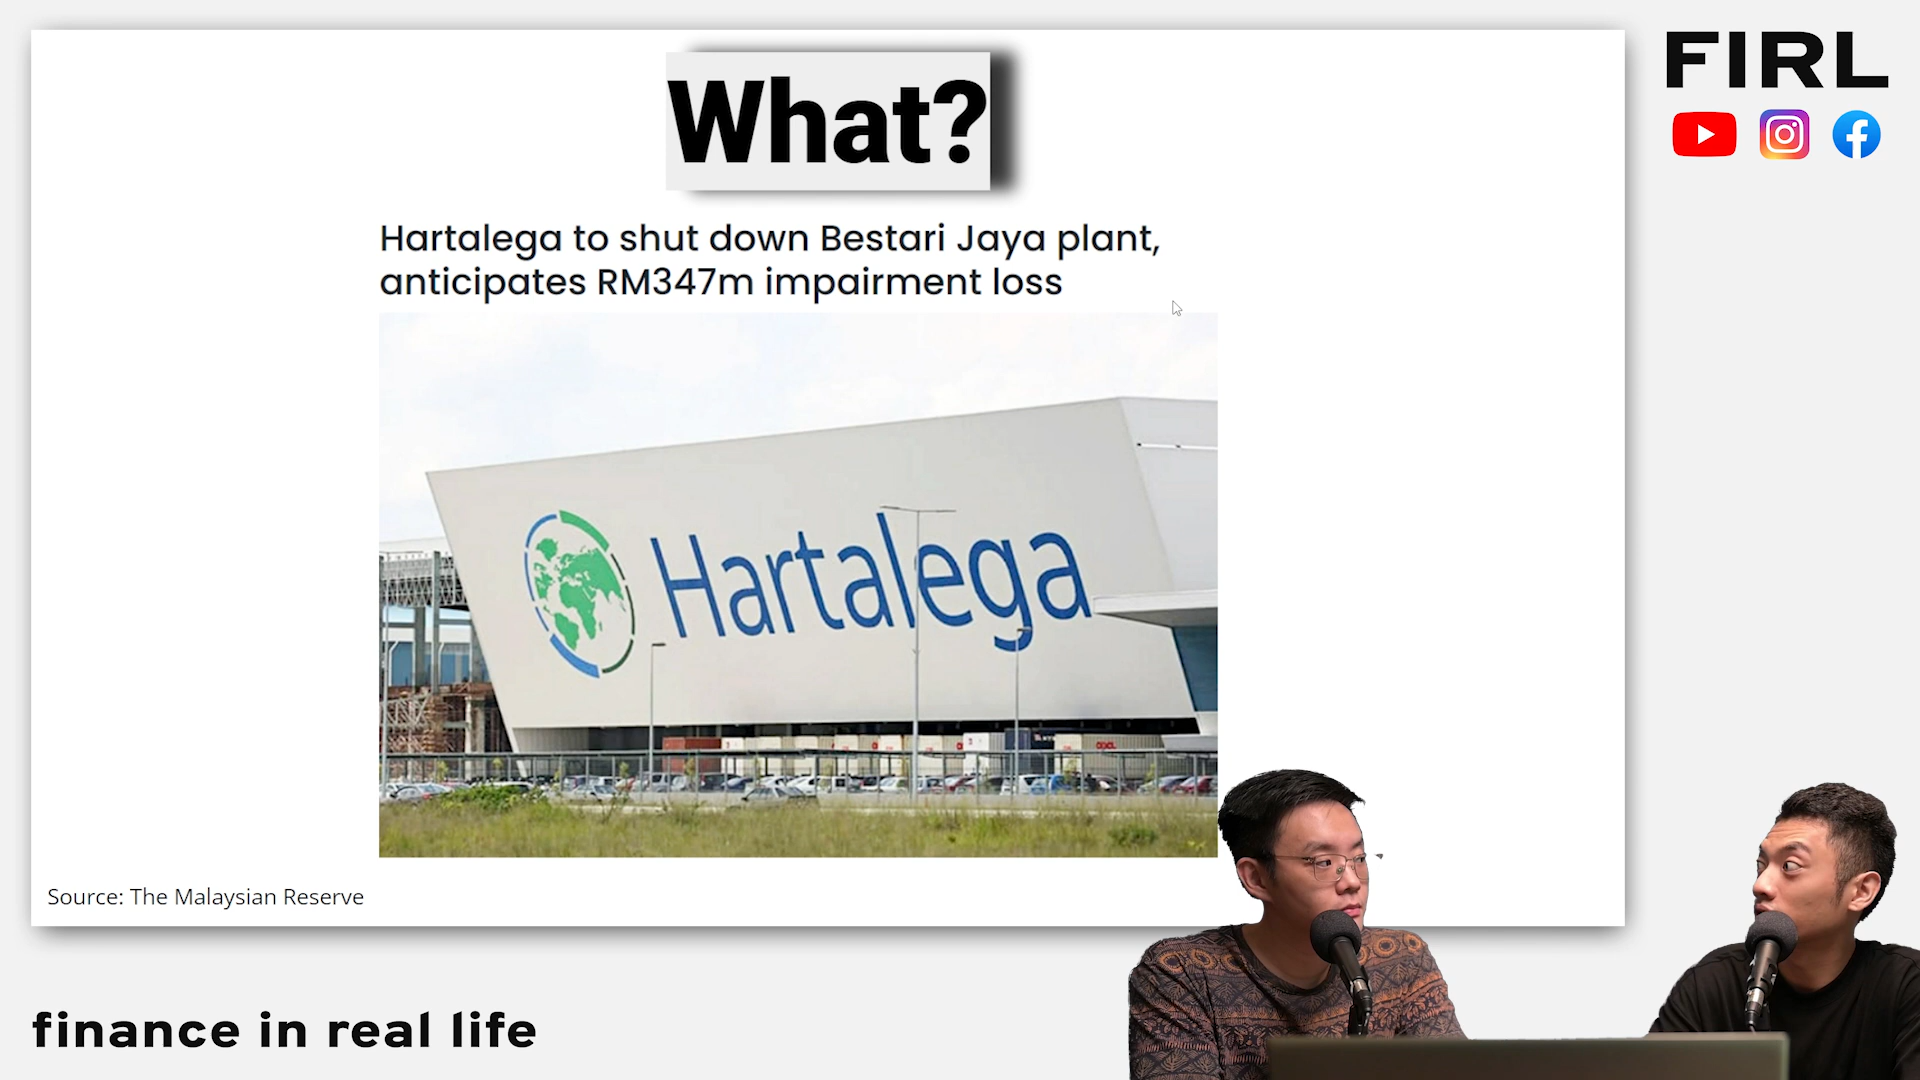 What?
FIRL
Hartalega to shut down Bestari Jaya plant,
anticipates RM347m impairment loss
Hartalega
Source: The Malaysian Reserve
finance in real life